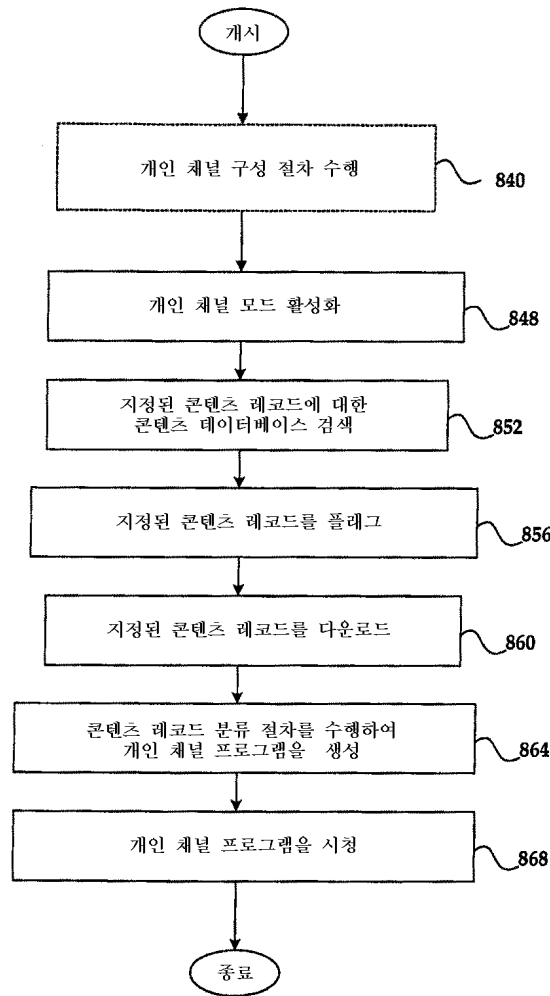 개시
개인 채널 구성 절차 수행
840
개인 채널 모드 활성화
848
지정된 콘텐츠 레코드에 대한
콘텐츠 데이터베이스 검색
852
지정된 콘텐츠 레코드를 플래그
856
지정된 콘텐츠 레코드를 다운로드
860
콘텐츠 레코드 분류 절차를 수행하여
개인 채널 프로그램을 생성
864
개인 채널 프로그램을 시청
868
종료